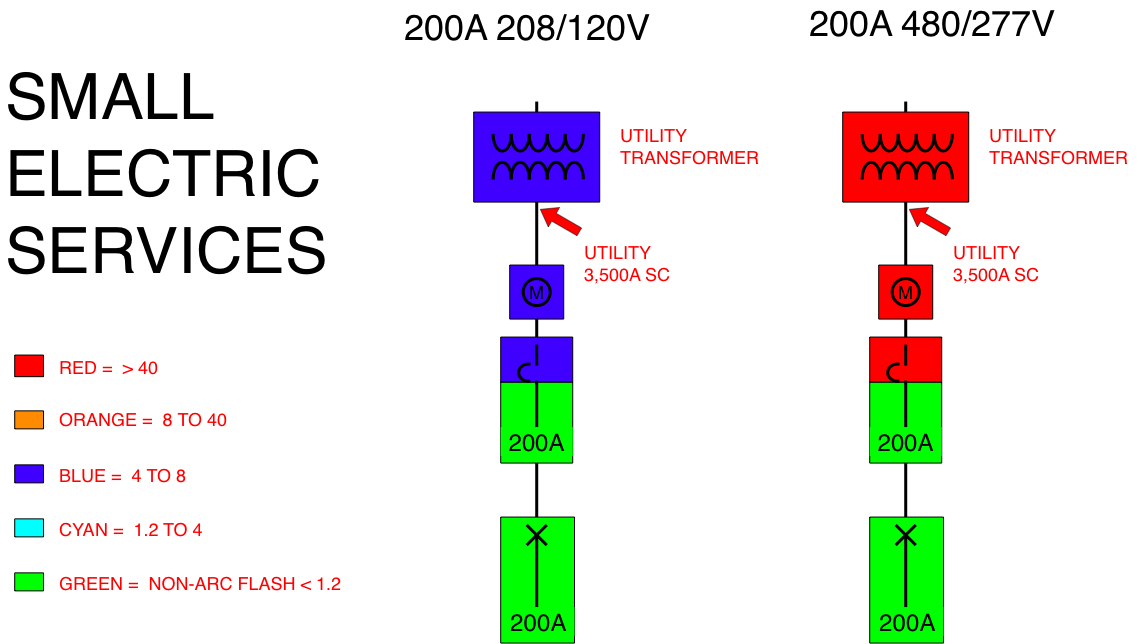 200A 208/120V
200A 480/277V
SMALL
ELECTRIC
SERVICES
UTILITY
TRANSFORMER
UTILITY
TRANSFORMER
UTILITY
3,500A SC
UTILITY
3,500A SC
M
M
RED = > 40
ORANGE = 8 TO 40
BLUE = 4 TO 8
CYAN = 1.2 TO 4
GREEN = NON-ARC FLASH < 1.2
200A
200A
200A
200A